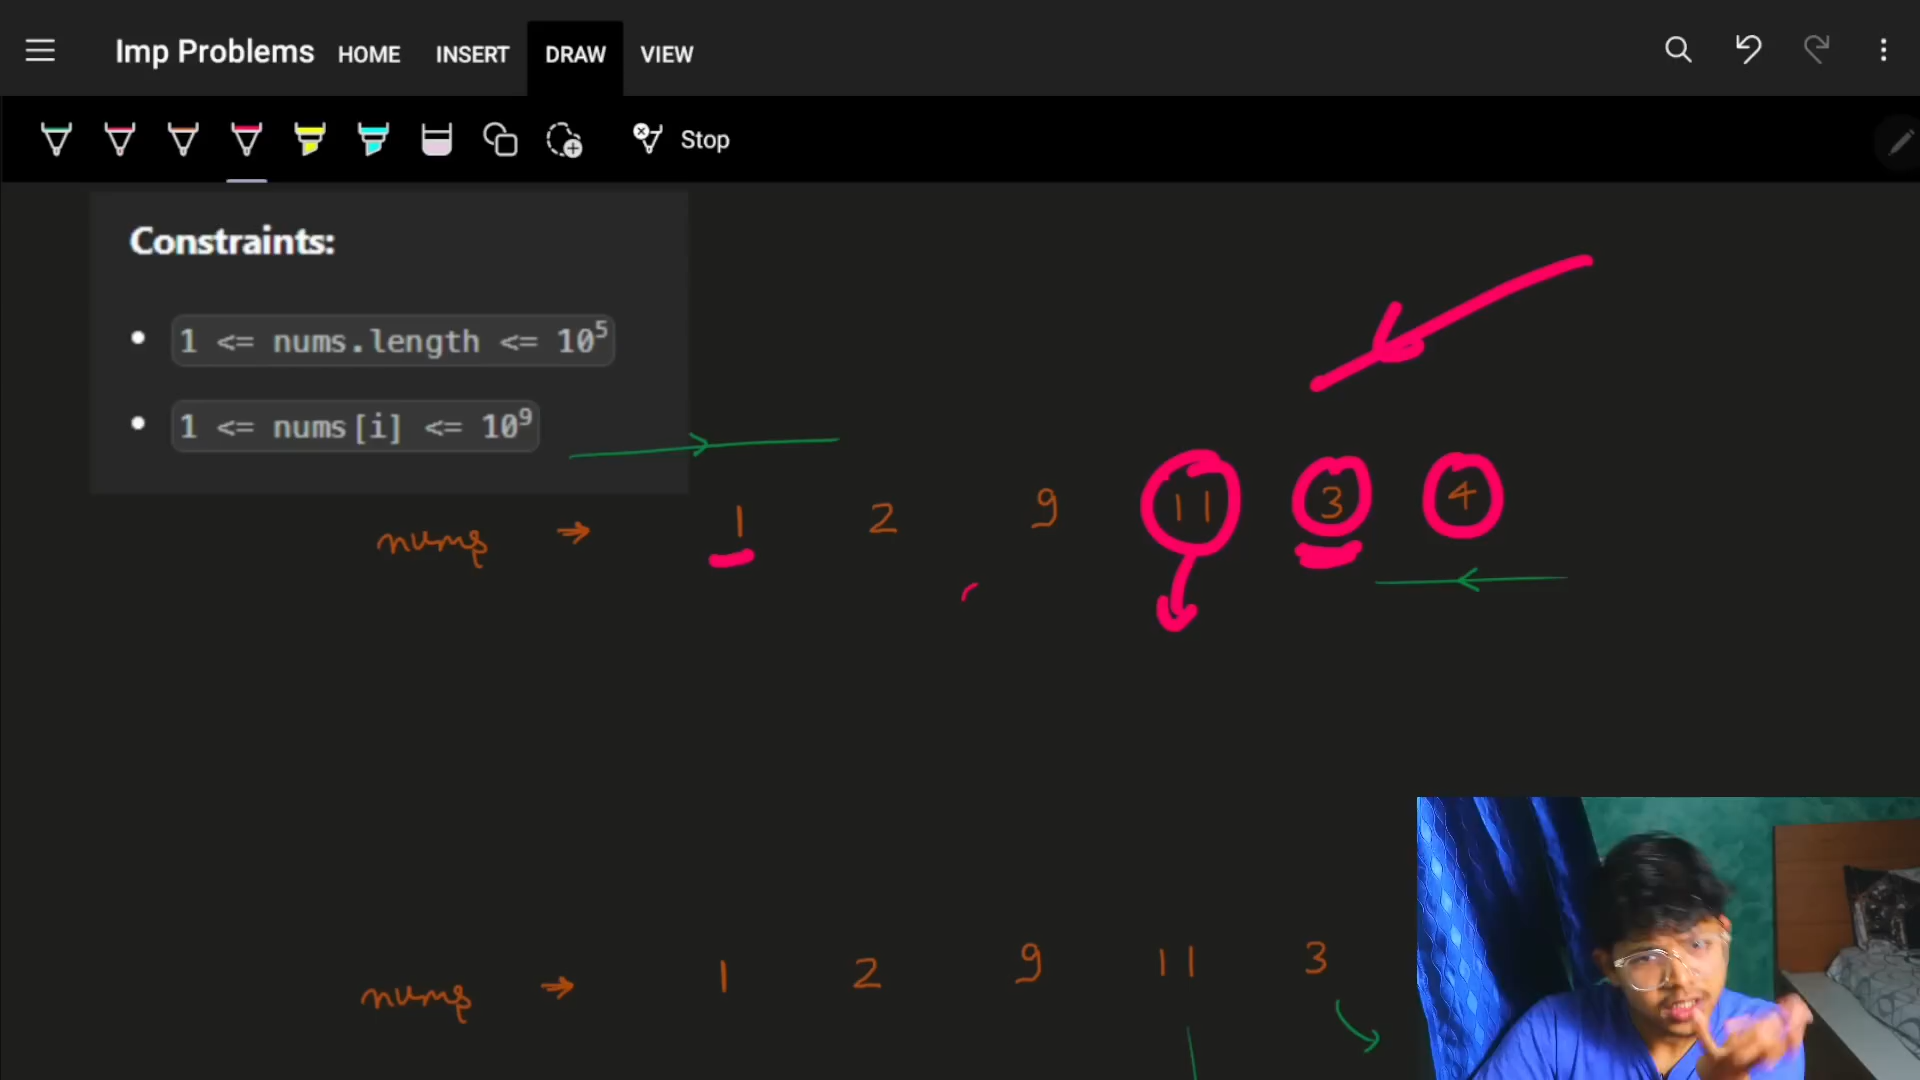 Imp Problems HOME INSERT DRAW VIEW
Stop
Constraints:
1 <= nums.length <= 10⁵
1 <= nums[i] <= 10⁹
nums → 1 2 9 11 3 4
nums → 1 2 9 11 3